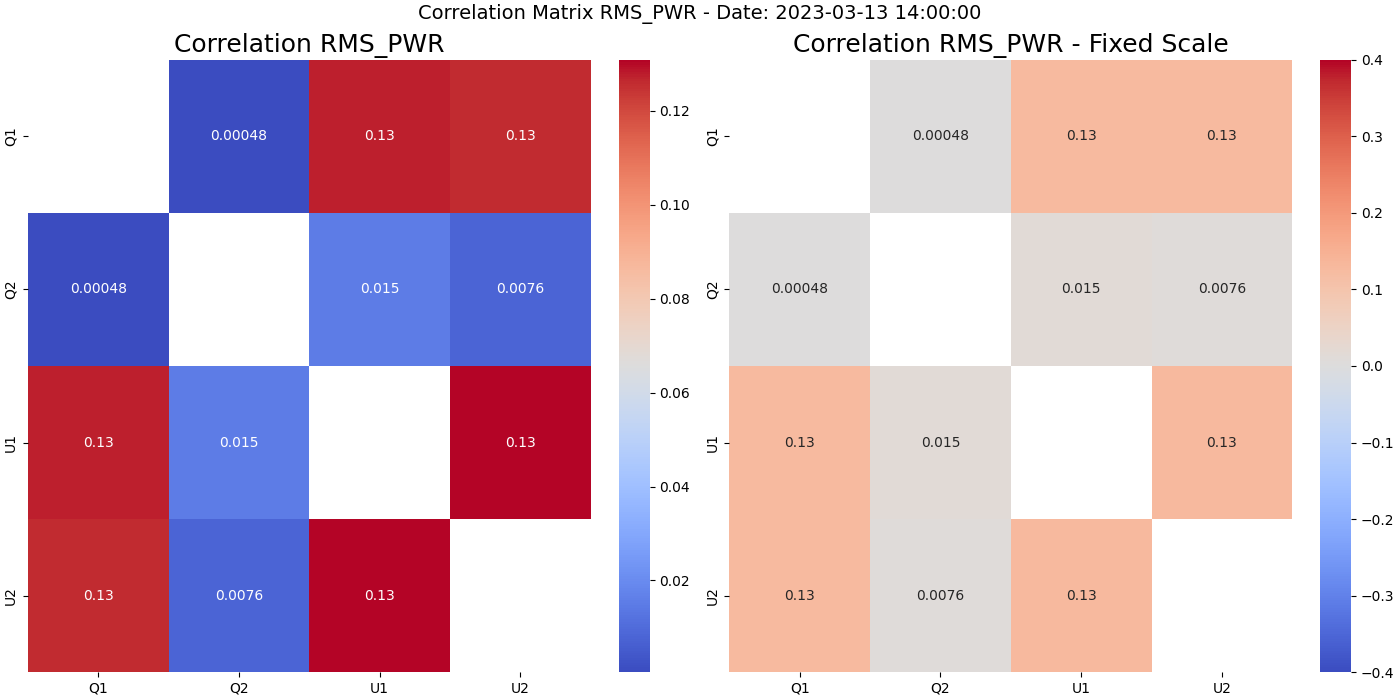 Correlation Matrix RMS_PWR - Date: 2023-03-13 14:00:00
Correlation RMS_PWR
Q1
0.00048
0.13
0.13
Q2
0.00048
0.015
0.0076
U1
0.13
0.015
0.13
U2
0.13
0.0076
0.13
Q1
Q2
U1
U2
0.12
0.10
0.08
0.06
0.04
0.02
Correlation RMS_PWR - Fixed Scale
Q1
0.00048
0.13
0.13
Q2
0.00048
0.015
0.0076
U1
0.13
0.015
0.13
U2
0.13
0.0076
0.13
Q1
Q2
U1
U2
0.4
0.3
0.2
0.1
0.0
−0.1
−0.2
−0.3
−0.4